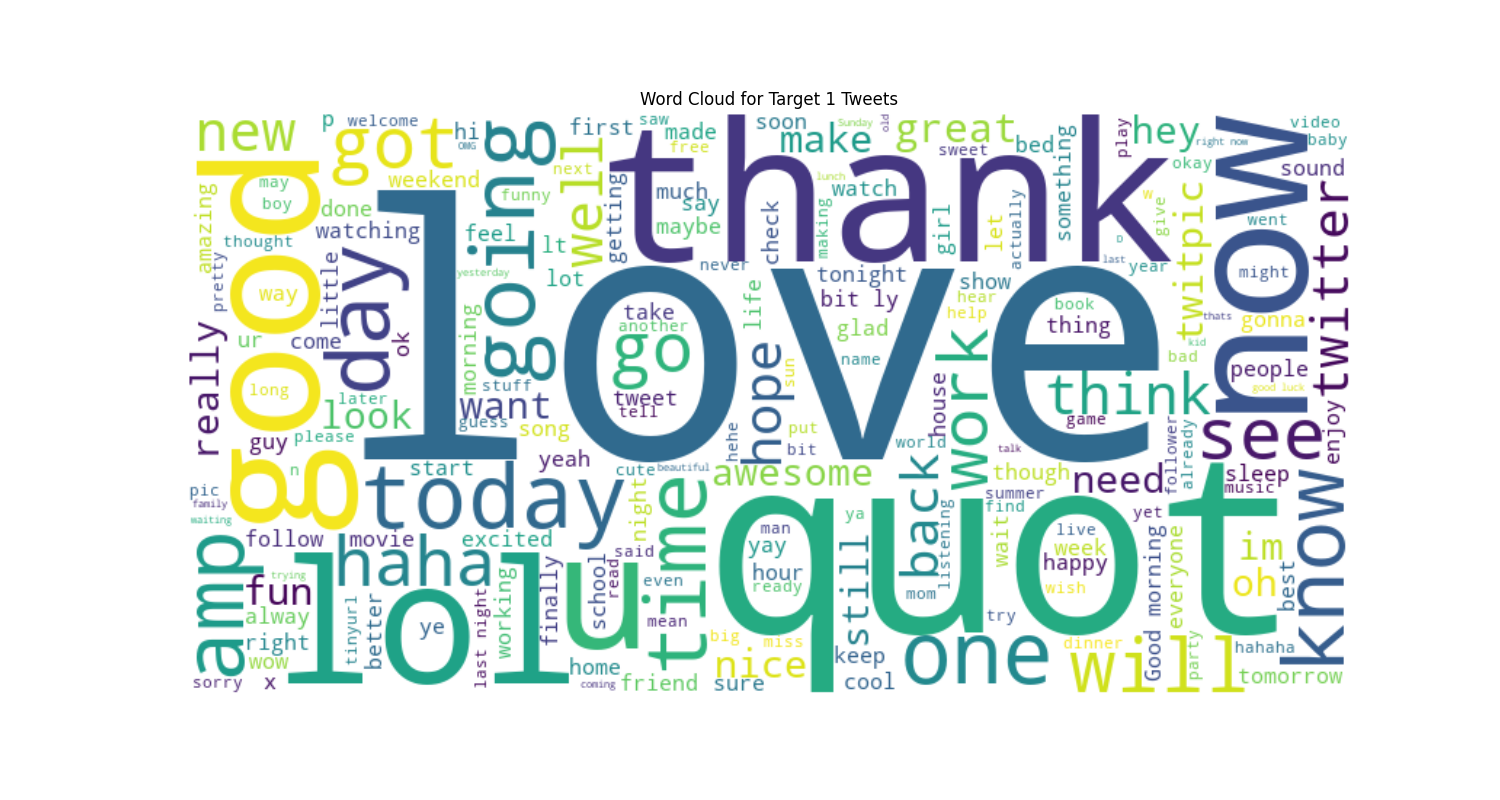 Word Cloud for Target 1 Tweets
new
p
welcome
got
hi
OMG
going
first
saw
made
free
soon
make
Sunday
old
great
sweet
bed
something
play
hey
right now
video
baby
now
sound
okay
good
may
boy
amazing
weekend
done
watching
thought
pretty
funny
next
well
getting
thank
much
say
maybe
check
lunch
watch
making
girl
let
actually
W
give
D
last
year
twitpic
went
might
twitter
day
little
feel
lt
lot
yesterday
never
tonight
bit ly
show
hear
help
life
glad
name
love
take
another
go
tweet
tell
book
thing
thats
gonna
kid
bad
people
good luck
way
ur
come
ok
long
really
later
look
morning
stuff
want
guess
song
hope
sun
put
bit
hehe
house
work
world
think
game
talk
see
enjoy
guy
please
n
start
yeah
cute
beautiful
awesome
though
need
follower
already
sleep
music
pic
family
waiting
today
night
time
quot
summer
find
yet
know
follow
movie
excited
haha
said
man
yay
hour
ready
ya
back
listening
wait
live
week
happy
wish
everyone
Good morning
im
oh
best
amp
trying
fun
alway
right
wow
sorry
x
tinyurl
better
lol
ye
last night
working
finally
u
school
read
even
mean
home
coming
friend
big
miss
nice
sure
still
keep
cool
mom
one
try
dinner
will
party
hahaha
tomorrow